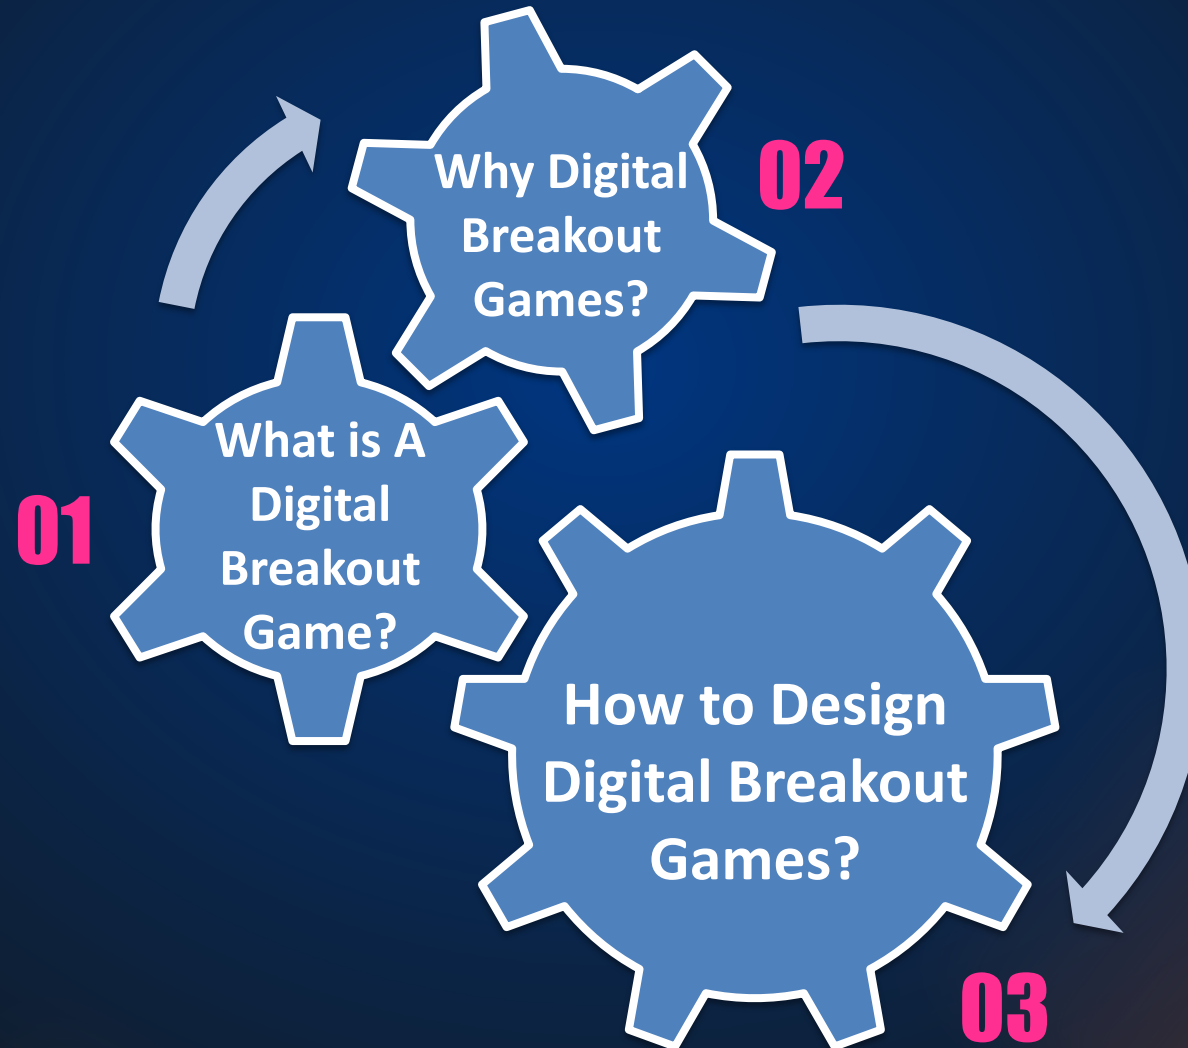 01
What is A
Digital
Breakout
Game?
02
Why Digital
Breakout
Games?
03
How to Design
Digital Breakout
Games?